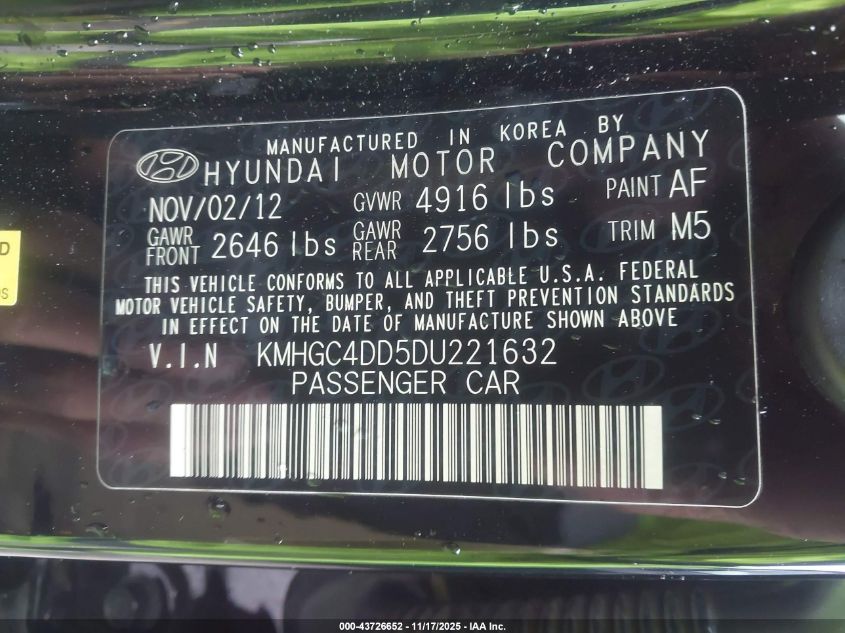 MANUFACTURED IN KOREA BY
HYUNDAI MOTOR COMPANY
NOV/02/12 GVWR 4916 lbs PAINT AF
GAWR FRONT 2646 lbs GAWR REAR 2756 lbs TRIM M5
THIS VEHICLE CONFORMS TO ALL APPLICABLE U.S.A. FEDERAL
MOTOR VEHICLE SAFETY, BUMPER, AND THEFT PREVENTION STANDARDS
IN EFFECT ON THE DATE OF MANUFACTURE SHOWN ABOVE
V.I.N KMHGC4DD5DU221632
PASSENGER CAR
000-43726652 - 11/17/2025 - IAA Inc.